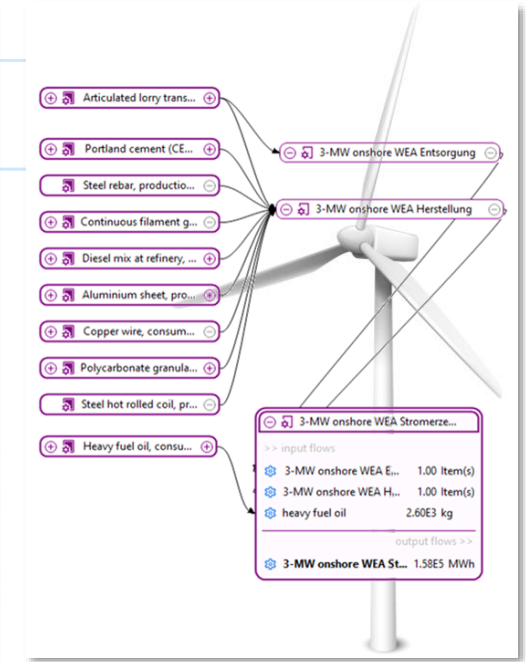 Articulated lorry trans...
Portland cement (CE...
3-MW onshore WEA Entsorgung
Steel rebar, productio...
3-MW onshore WEA Herstellung
Continuous filament g...
Diesel mix at refinery, ...
Aluminium sheet, pro...
Copper wire, consum...
Polycarbonate granula...
Steel hot rolled coil, pr...
Heavy fuel oil, consu...
3-MW onshore WEA Stromerze...
>> input flows
3-MW onshore WEA E... 1.00 Item(s)
3-MW onshore WEA H... 1.00 Item(s)
heavy fuel oil 2.60E3 kg
output flows >>
3-MW onshore WEA St... 1.58E5 MWh